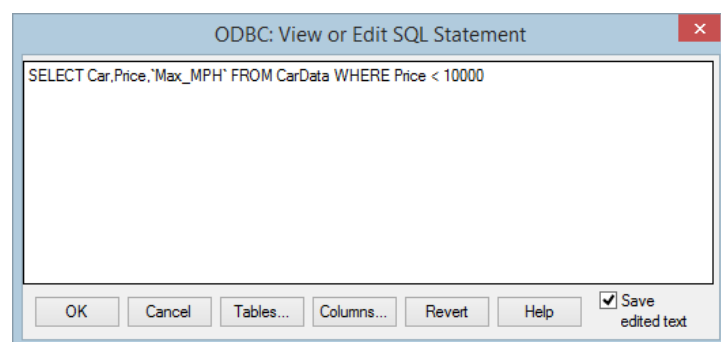 ODBC: View or Edit SQL Statement
SELECT Car,Price,`Max_MPH` FROM CarData WHERE Price < 10000
OK Cancel Tables... Columns... Revert Help Save
edited text